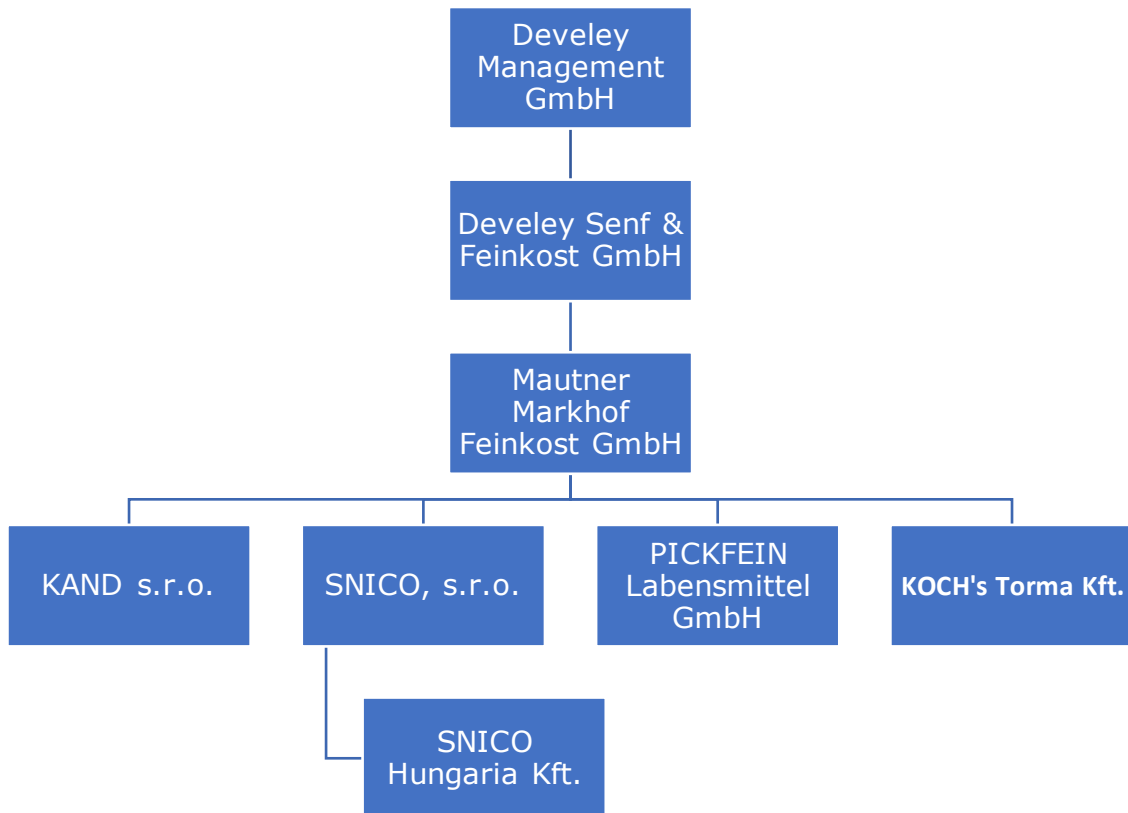 Develey
Management
GmbH
Develey Senf &
Feinkost GmbH
Mautner
Markhof
Feinkost GmbH
KAND s.r.o.
SNICO, s.r.o.
PICKFEIN
Labensmittel
GmbH
KOCH's Torma Kft.
SNICO
Hungaria Kft.